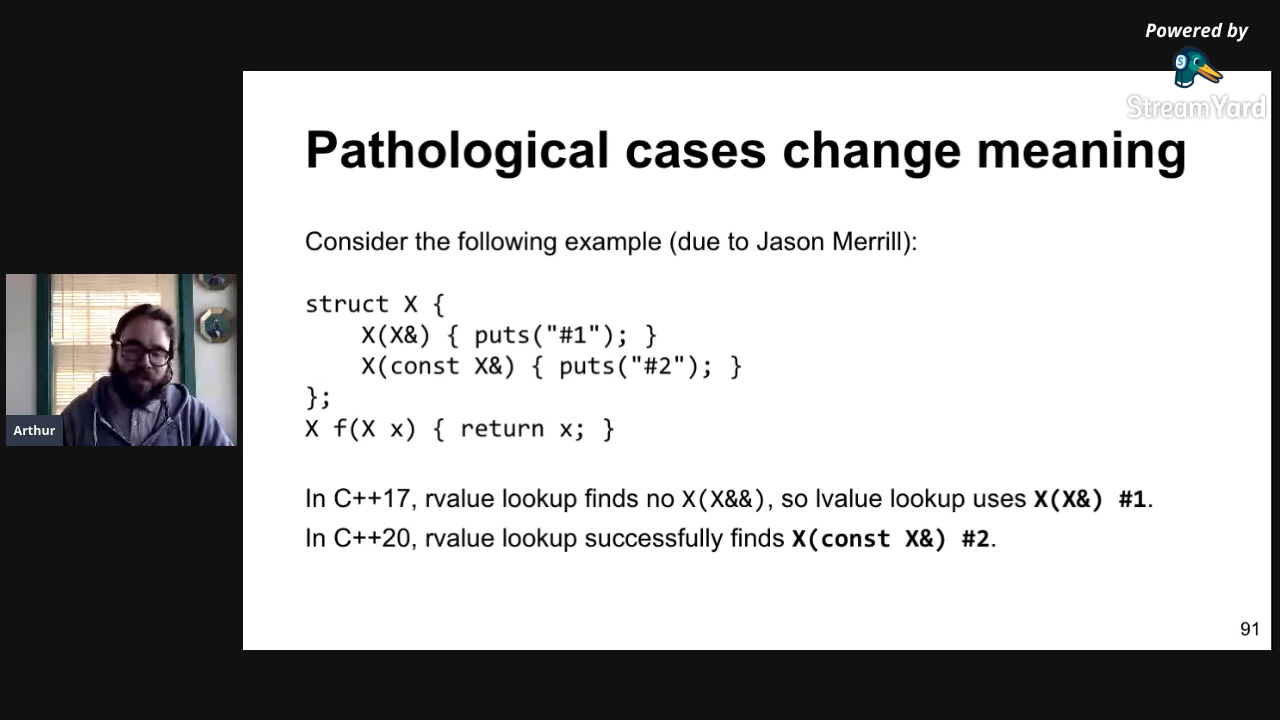 Powered by
StreamYard
Pathological cases change meaning
Consider the following example (due to Jason Merrill):
struct X {
    X(X&) { puts("#1"); }
    X(const X&) { puts("#2"); }
};
X f(X x) { return x; }
In C++17, rvalue lookup finds no X(X&&), so lvalue lookup uses X(X&) #1.
In C++20, rvalue lookup successfully finds X(const X&) #2.
Arthur
91